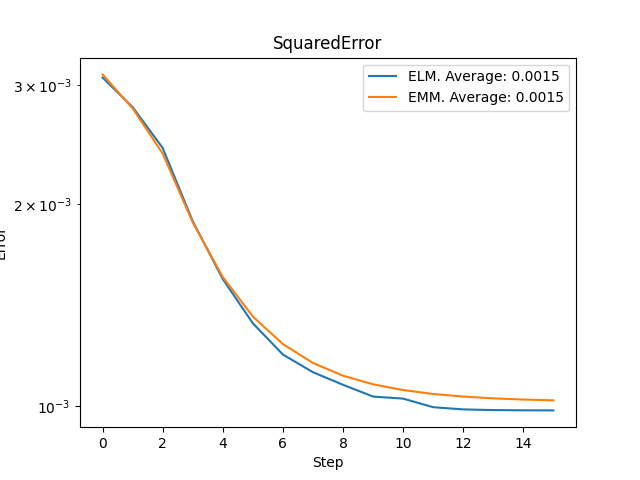 SquaredError
ELM. Average: 0.0015
EMM. Average: 0.0015
3 × 10⁻³
2 × 10⁻³
10⁻³
Error
0 2 4 6 8 10 12 14
Step